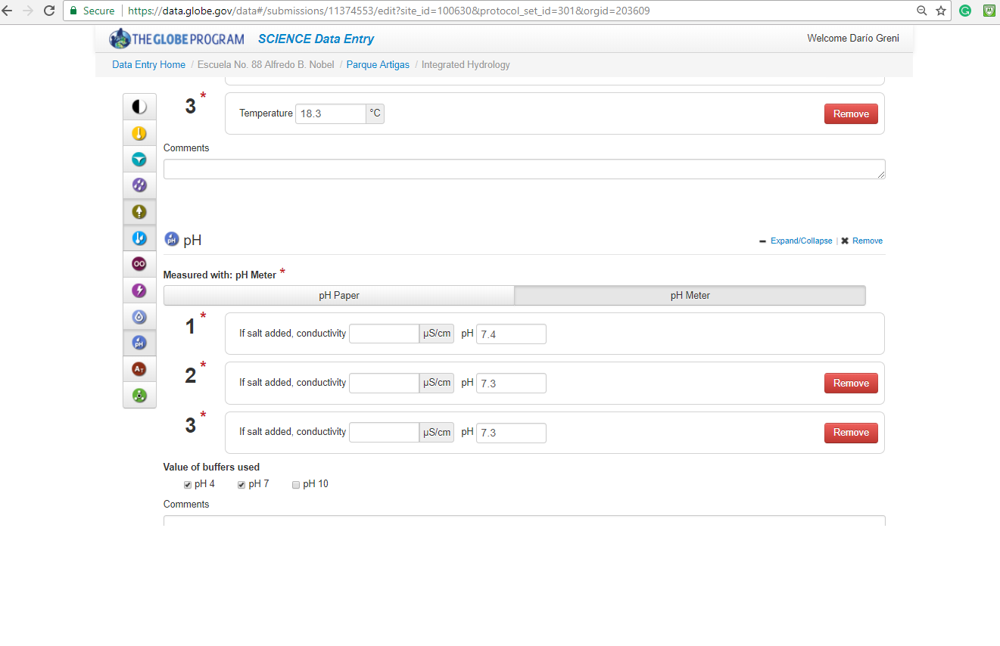 Secure https://data.globe.gov/data#/submissions/11374553/edit?site_id=100630&protocol_set_id=301&orgid=203609
THE GLOBE PROGRAM SCIENCE Data Entry Welcome Darío Greni
Data Entry Home / Escuela No. 88 Alfredo B. Nobel / Parque Artigas / Integrated Hydrology
3 * Temperature 18.3 °C Remove
Comments
pH pH Expand/Collapse | Remove
Measured with: pH Meter *
pH Paper pH Meter
1 * If salt added, conductivity µS/cm pH 7.4
2 * If salt added, conductivity µS/cm pH 7.3 Remove
pH
AT
3 * If salt added, conductivity µS/cm pH 7.3 Remove
Value of buffers used
pH 4 pH 7 pH 10
Comments